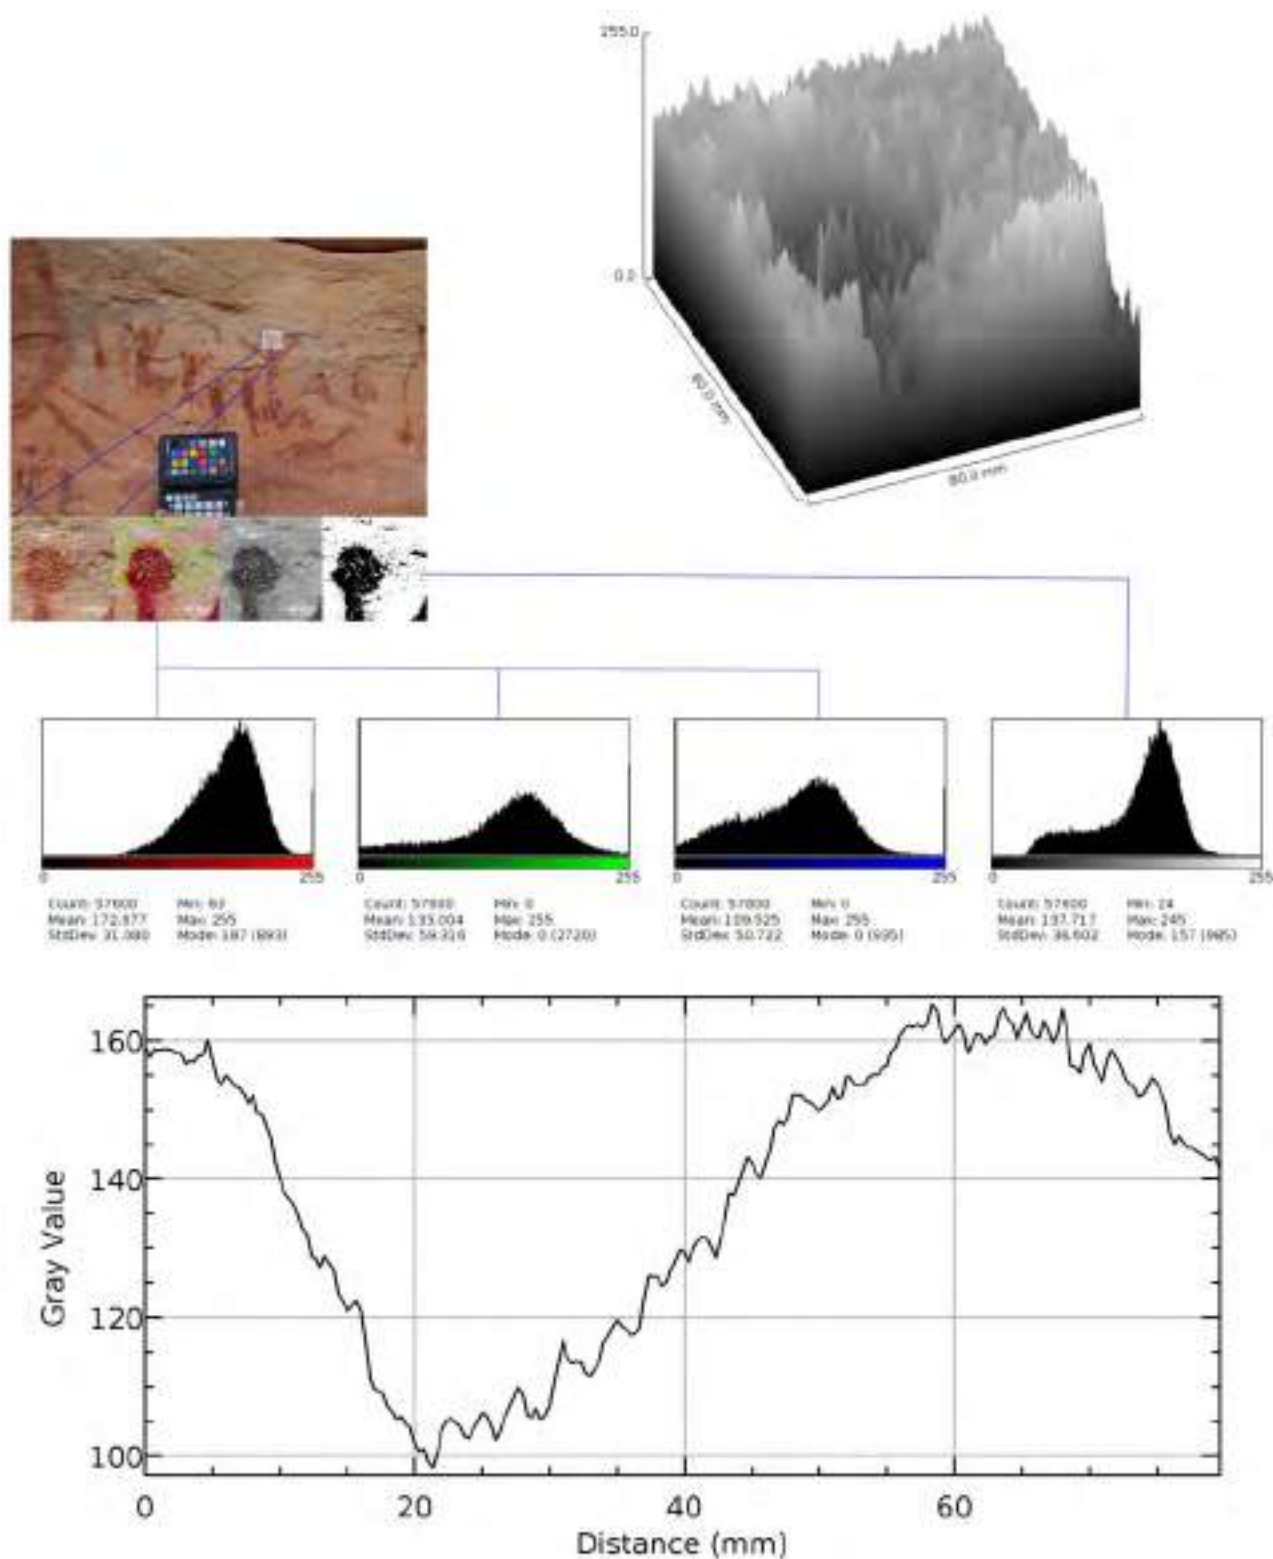 255.0
0.0
80.0 mm
80.0 mm
0 255
0 255
0 255
0 255
Count: 57600 Min: 63
Mean: 172.877 Max: 255
StdDev: 31.080 Mode: 187 (893)
Count: 57600 Min: 0
Mean: 133.004 Max: 255
StdDev: 59.316 Mode: 0 (2720)
Count: 57600 Min: 0
Mean: 109.525 Max: 255
StdDev: 50.722 Mode: 0 (935)
Count: 57600 Min: 24
Mean: 137.717 Max: 245
StdDev: 36.602 Mode: 157 (985)
160
140
120
100
Gray Value
0 20 40 60
Distance (mm)